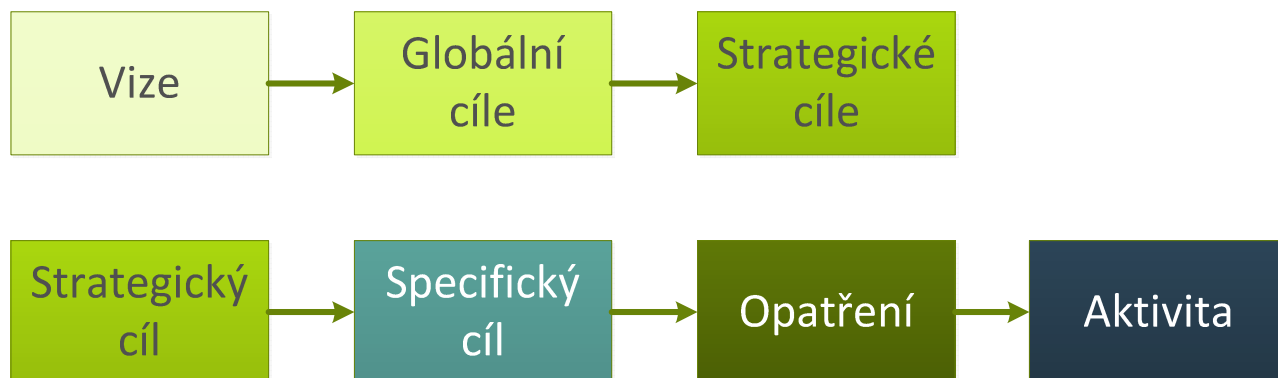 Vize
Globální
cíle
Strategické
cíle
Strategický
cíl
Specifický
cíl
Opatření
Aktivita